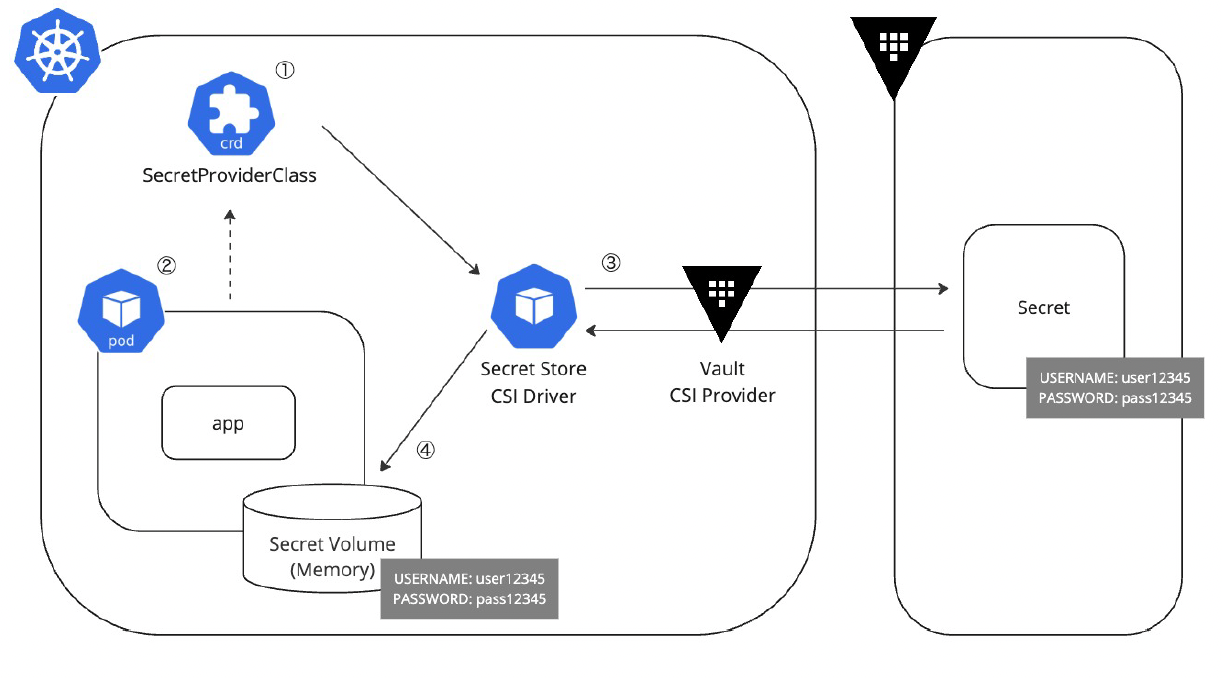 ①
crd
SecretProviderClass
②
pod
app
③
Secret Store
CSI Driver
Vault
CSI Provider
Secret
USERNAME: user12345
PASSWORD: pass12345
④
Secret Volume
(Memory)
USERNAME: user12345
PASSWORD: pass12345